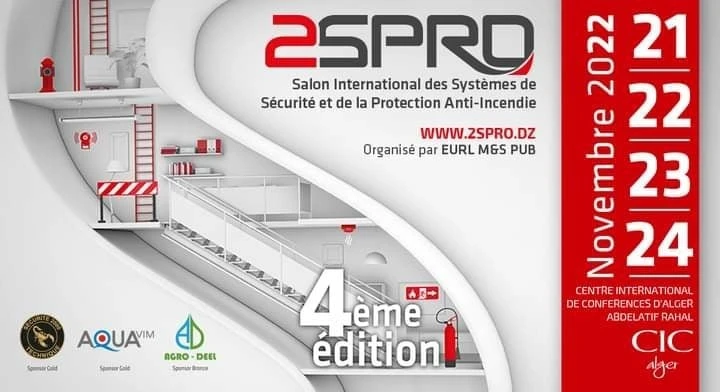 2SPRO
Salon International des Systèmes de
Sécurité et de la Protection Anti-Incendie
WWW.2SPRO.DZ
Organisé par EURL M&S PUB
4ème
édition
Novembre 2022
21
22
23
24
CENTRE INTERNATIONAL
DE CONFERENCES D'ALGER
ABDELATIF RAHAL
CIC
alger
TECHNIQUE
Sponsor Gold
AQUAVIM
Sponsor Gold
AGRO - DEEL
Sponsor Bronze